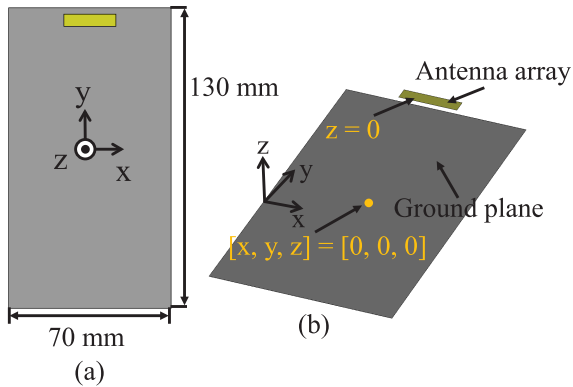 y
z
x
130 mm
70 mm
(a)
Antenna array
z = 0
z
y
x
Ground plane
[x, y, z] = [0, 0, 0]
(b)